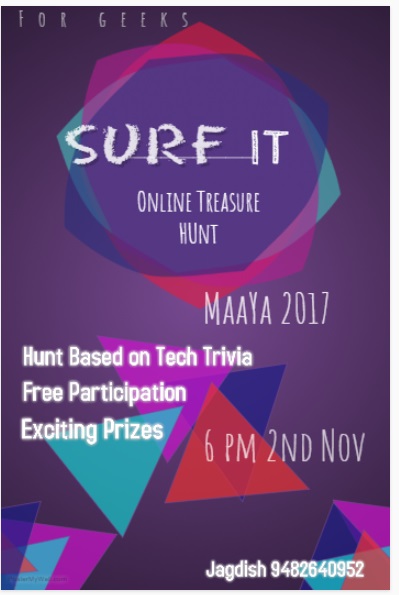 For geeks
SURF IT
Online Treasure
HUnt
MaaYa 2017
Hunt Based on Tech Trivia
Free Participation
Exciting Prizes
6 pm 2nd Nov
Jagdish 9482640952